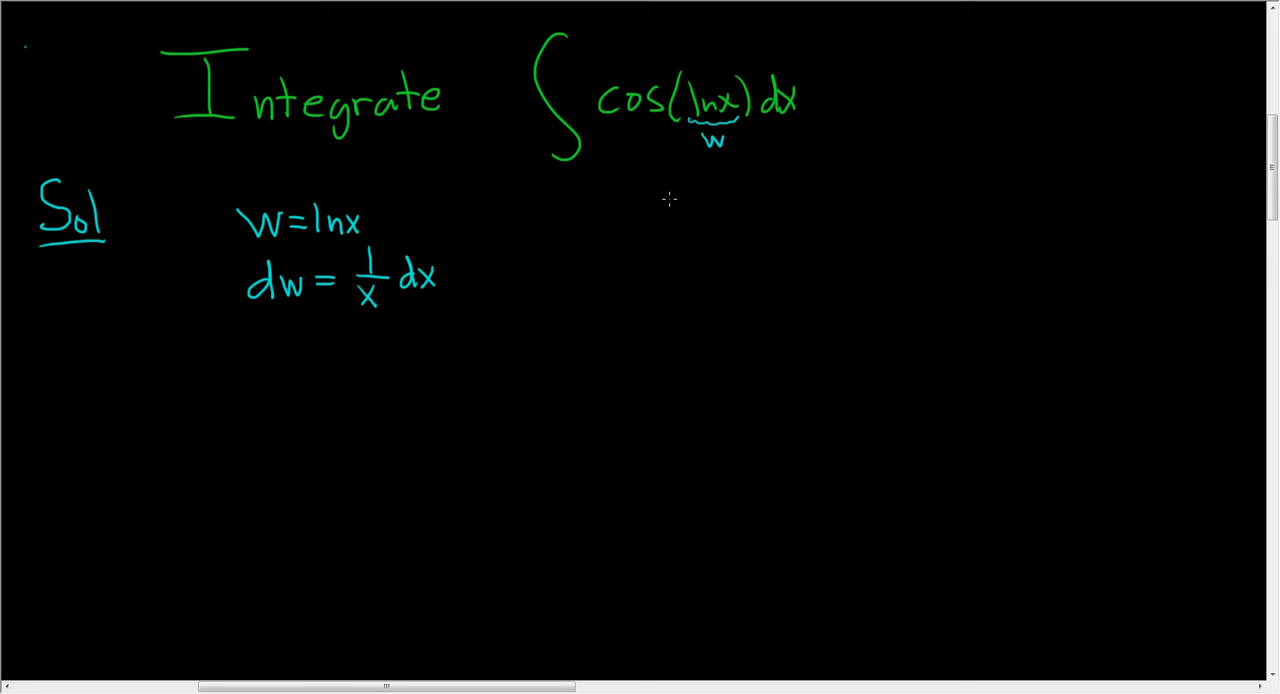 Integrate ∫ cos(lnx) dx
w
Sol
w = lnx
dw = 1/x dx